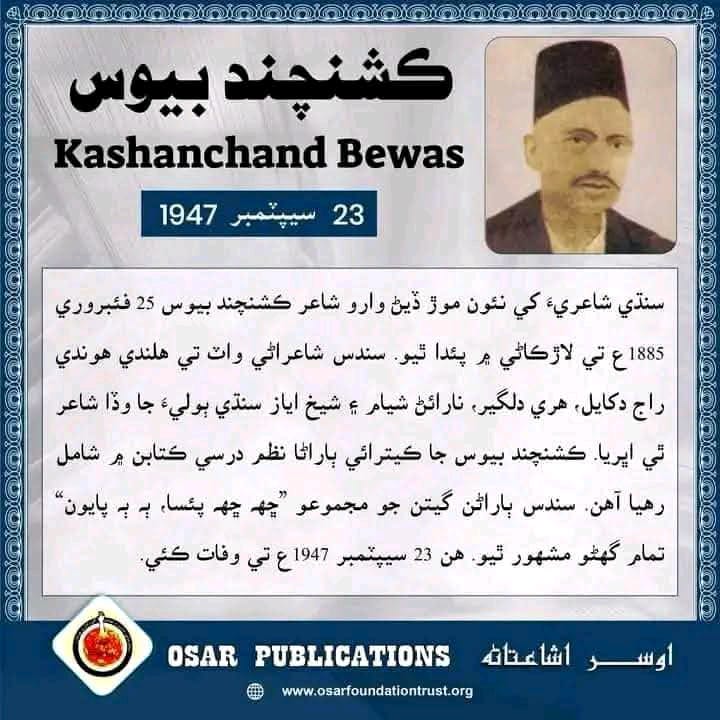 ڪشنچند بيوس
Kashanchand Bewas
23 سيپٽمبر 1947
سنڌي شاعريءَ کي نئون موڙ ڏيڻ وارو شاعر ڪشنچند بيوس 25 فيبروري
1885ع تي لاڙڪاڻي ۾ پئدا ٿيو. سندس شاعراڻي واٽ تي هلندي هوندي
راج دکايل، هري دلگير، نارائڻ شيام ۽ شيخ اياز سنڌي ٻوليءَ جا وڏا شاعر
ٿي اڀريا. ڪشنچند بيوس جا ڪيترائي ٻاراڻا نظم درسي ڪتابن ۾ شامل
رهيا آهن. سندس ٻاراڻن گيتن جو مجموعو ”ڇهه ڇهه پئسا، ٻه ٻه پايون“
تمام گهڻو مشهور ٿيو. هن 23 سيپٽمبر 1947ع تي وفات ڪئي.
OSAR PUBLICATIONS اوسر اشاعتاڻه
www.osarfoundationtrust.org